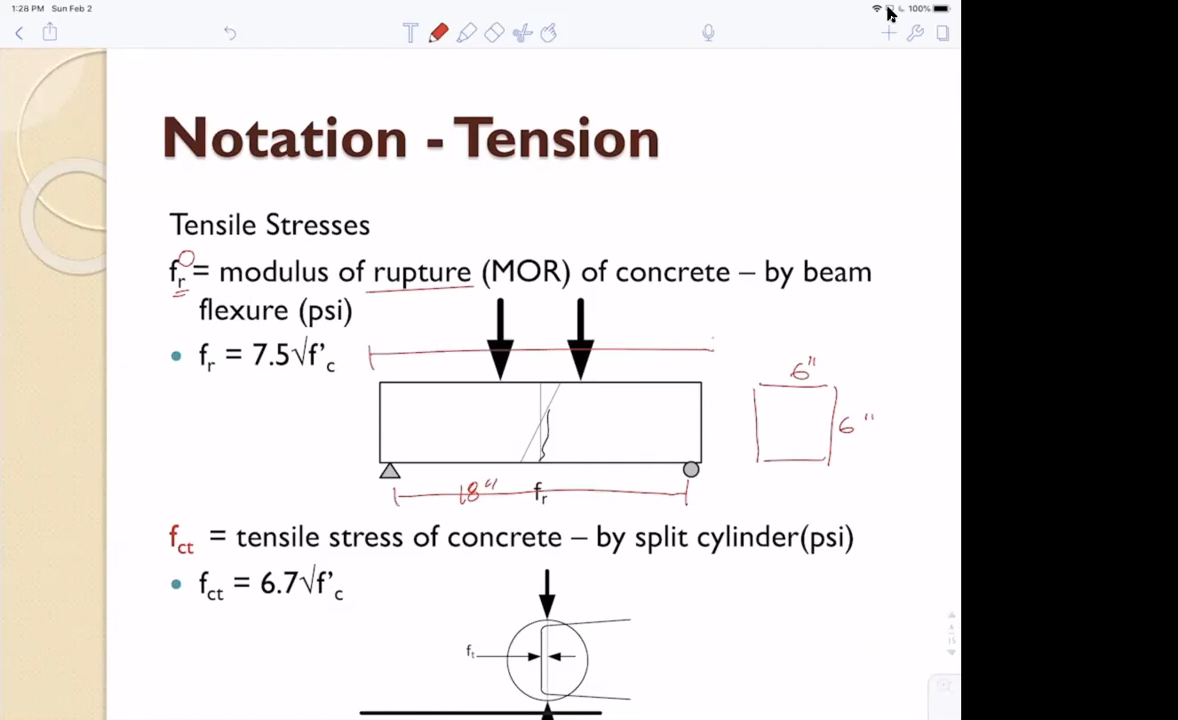 1:28 PM Sun Feb 2
100%
T
Notation - Tension
Tensile Stresses
fr = modulus of rupture (MOR) of concrete – by beam
flexure (psi)
fr = 7.5√f'c
6"
6"
18"
fr
fct = tensile stress of concrete – by split cylinder(psi)
fct = 6.7√f'c
ft